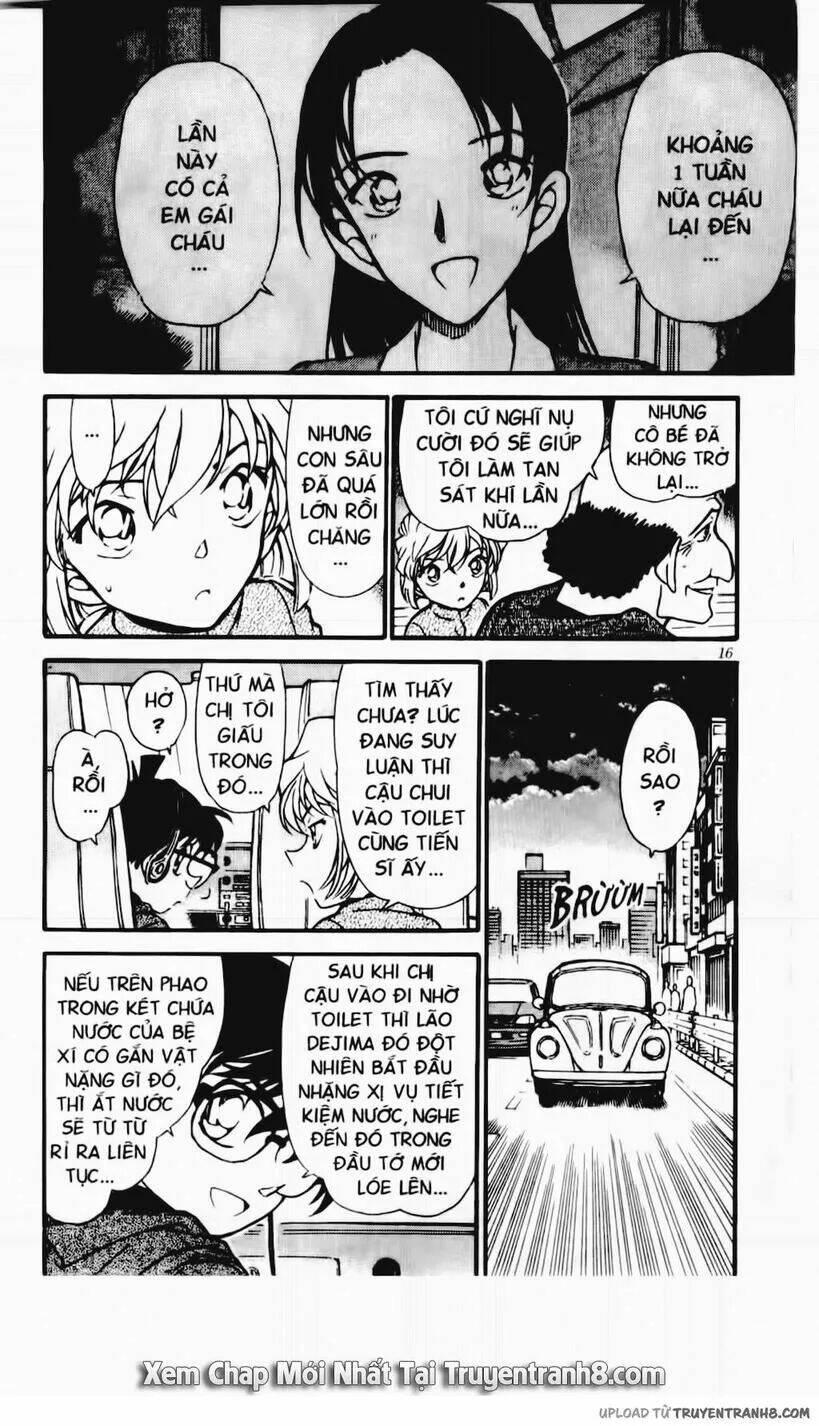 KHOẢNG
1 TUẦN
NỮA CHÁU
LẠI ĐẾN
...
LẦN
NÀY
CÓ CẢ
EM GÁI
CHÁU
...
NHƯNG
CÔ BÉ ĐÃ
KHÔNG TRỞ
LẠI...
TÔI CỨ NGHĨ NỤ
CƯỜI ĐÓ SẼ GIÚP
TÔI LÀM TAN
SÁT KHÍ LẦN
NỮA...
NHƯNG
CON SÂU
ĐÃ QUÁ
LỚN RỒI
CHĂNG
...
...
16
RỒI
SAO
?
BRỪỪM
TÌM THẤY
CHƯA? LÚC
ĐANG SUY
LUẬN THÌ
CẬU CHUI
VÀO TOILET
CÙNG TIẾN
SĨ ẤY...
THỨ MÀ
CHỊ TÔI
GIẤU
TRONG
ĐÓ...
HỞ
?
À
RỒI
...
SAU KHI CHỊ
CẬU VÀO ĐI NHỜ
TOILET THÌ LÃO
DEJIMA ĐÓ ĐỘT
NHIÊN BẮT ĐẦU
NHẶNG XỊ VỤ TIẾT
KIỆM NƯỚC, NGHE
ĐẾN ĐÓ TRONG
ĐẦU TỚ MỚI
LÓE LÊN...
NẾU TRÊN PHAO
TRONG KÉT CHỨA
NƯỚC CỦA BỆ
XÍ CÓ GẮN VẬT
NẶNG GÌ ĐÓ,
THÌ ẮT NƯỚC
SẼ TỪ TỪ
RỈ RA LIÊN
TỤC...
Xem Chap Mới Nhất Tại Truyentranh8.com
UPLOAD TỪ TRUYENTRANH8.COM